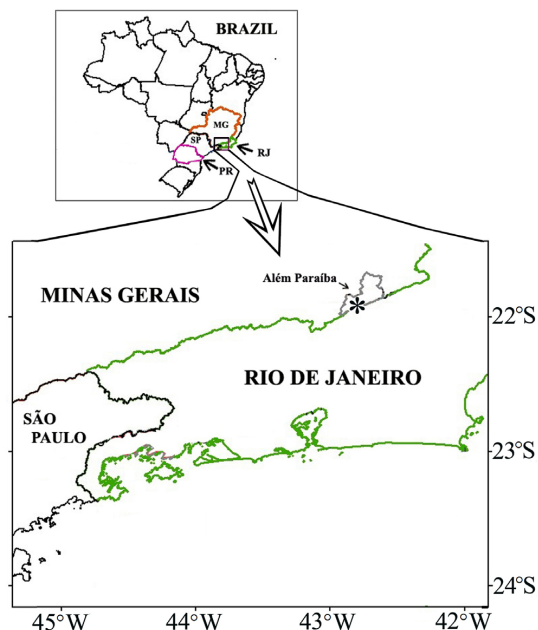 BRAZIL
MG
SP
RJ
PR
Além Paraíba
MINAS GERAIS
22°S
RIO DE JANEIRO
SÃO
PAULO
23°S
24°S
45°W
44°W
43°W
42°W